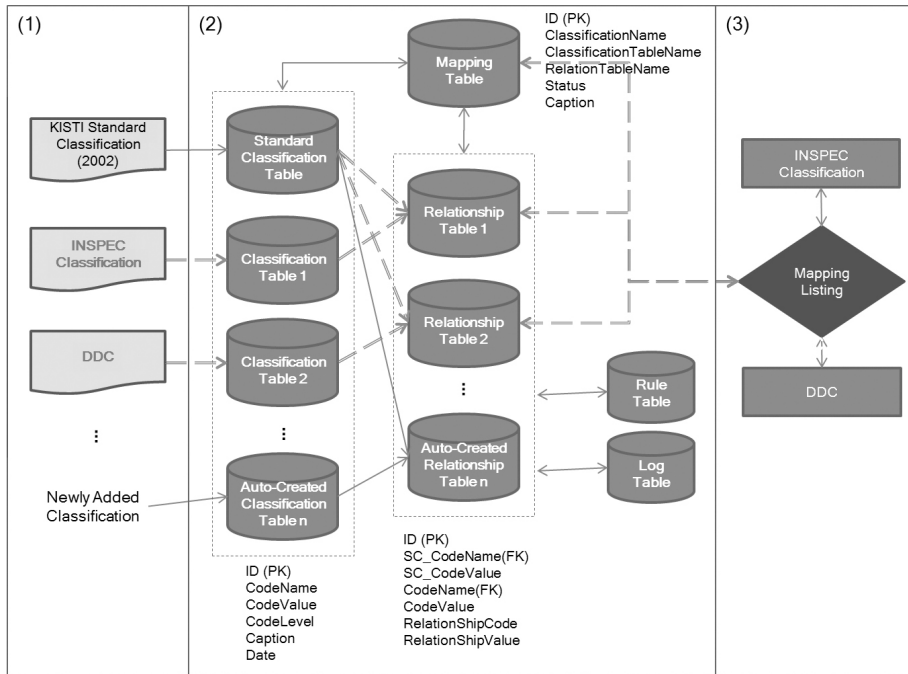 (1)
KISTI Standard
Classification
(2002)
INSPEC
Classification
DDC
...
Newly Added
Classification
(2)
Mapping
Table
ID (PK)
ClassificationName
ClassificationTableName
RelationTableName
Status
Caption
Standard
Classification
Table
Classification
Table 1
Classification
Table 2
...
Auto-Created
Classification
Table n
ID (PK)
CodeName
CodeValue
CodeLevel
Caption
Date
Relationship
Table 1
Relationship
Table 2
...
Auto-Created
Relationship
Table n
ID (PK)
SC_CodeName(FK)
SC_CodeValue
CodeName(FK)
CodeValue
RelationShipCode
RelationShipValue
Rule
Table
Log
Table
(3)
INSPEC
Classification
Mapping
Listing
DDC